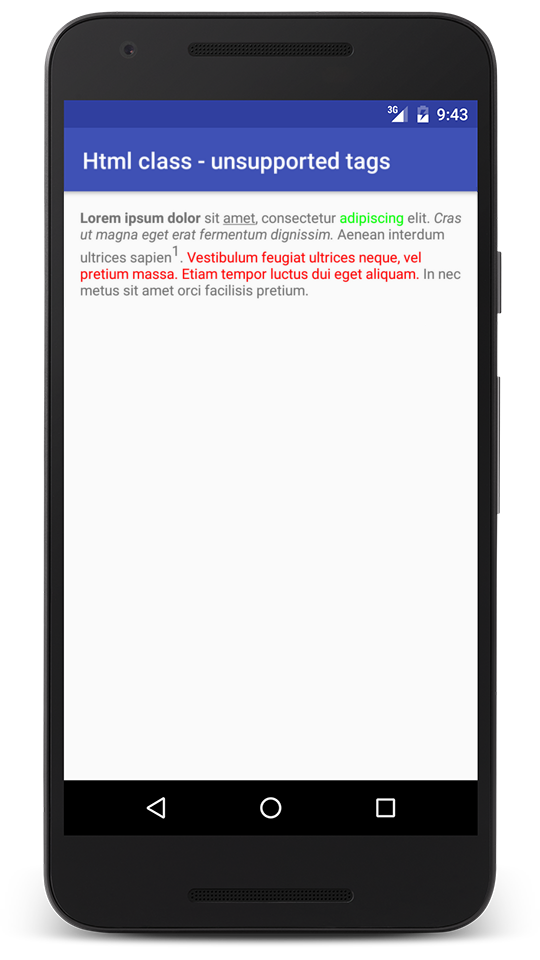 3G 9:43
Html class - unsupported tags
Lorem ipsum dolor sit amet, consectetur adipiscing elit. Cras
ut magna eget erat fermentum dignissim. Aenean interdum
ultrices sapien1. Vestibulum feugiat ultrices neque, vel
pretium massa. Etiam tempor luctus dui eget aliquam. In nec
metus sit amet orci facilisis pretium.